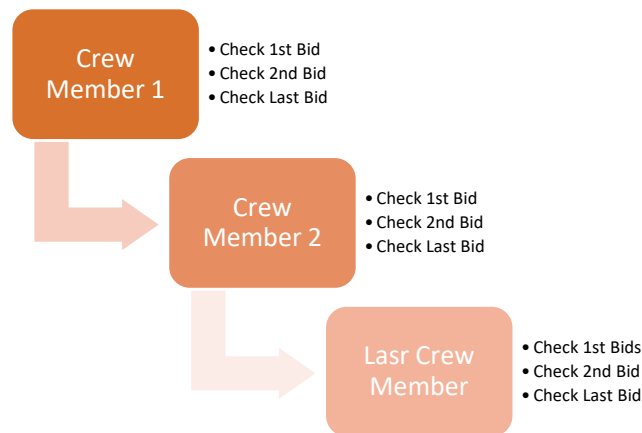 Crew
Member 1
• Check 1st Bid
• Check 2nd Bid
• Check Last Bid
Crew
Member 2
• Check 1st Bid
• Check 2nd Bid
• Check Last Bid
Lasr Crew
Member
• Check 1st Bids
• Check 2nd Bid
• Check Last Bid